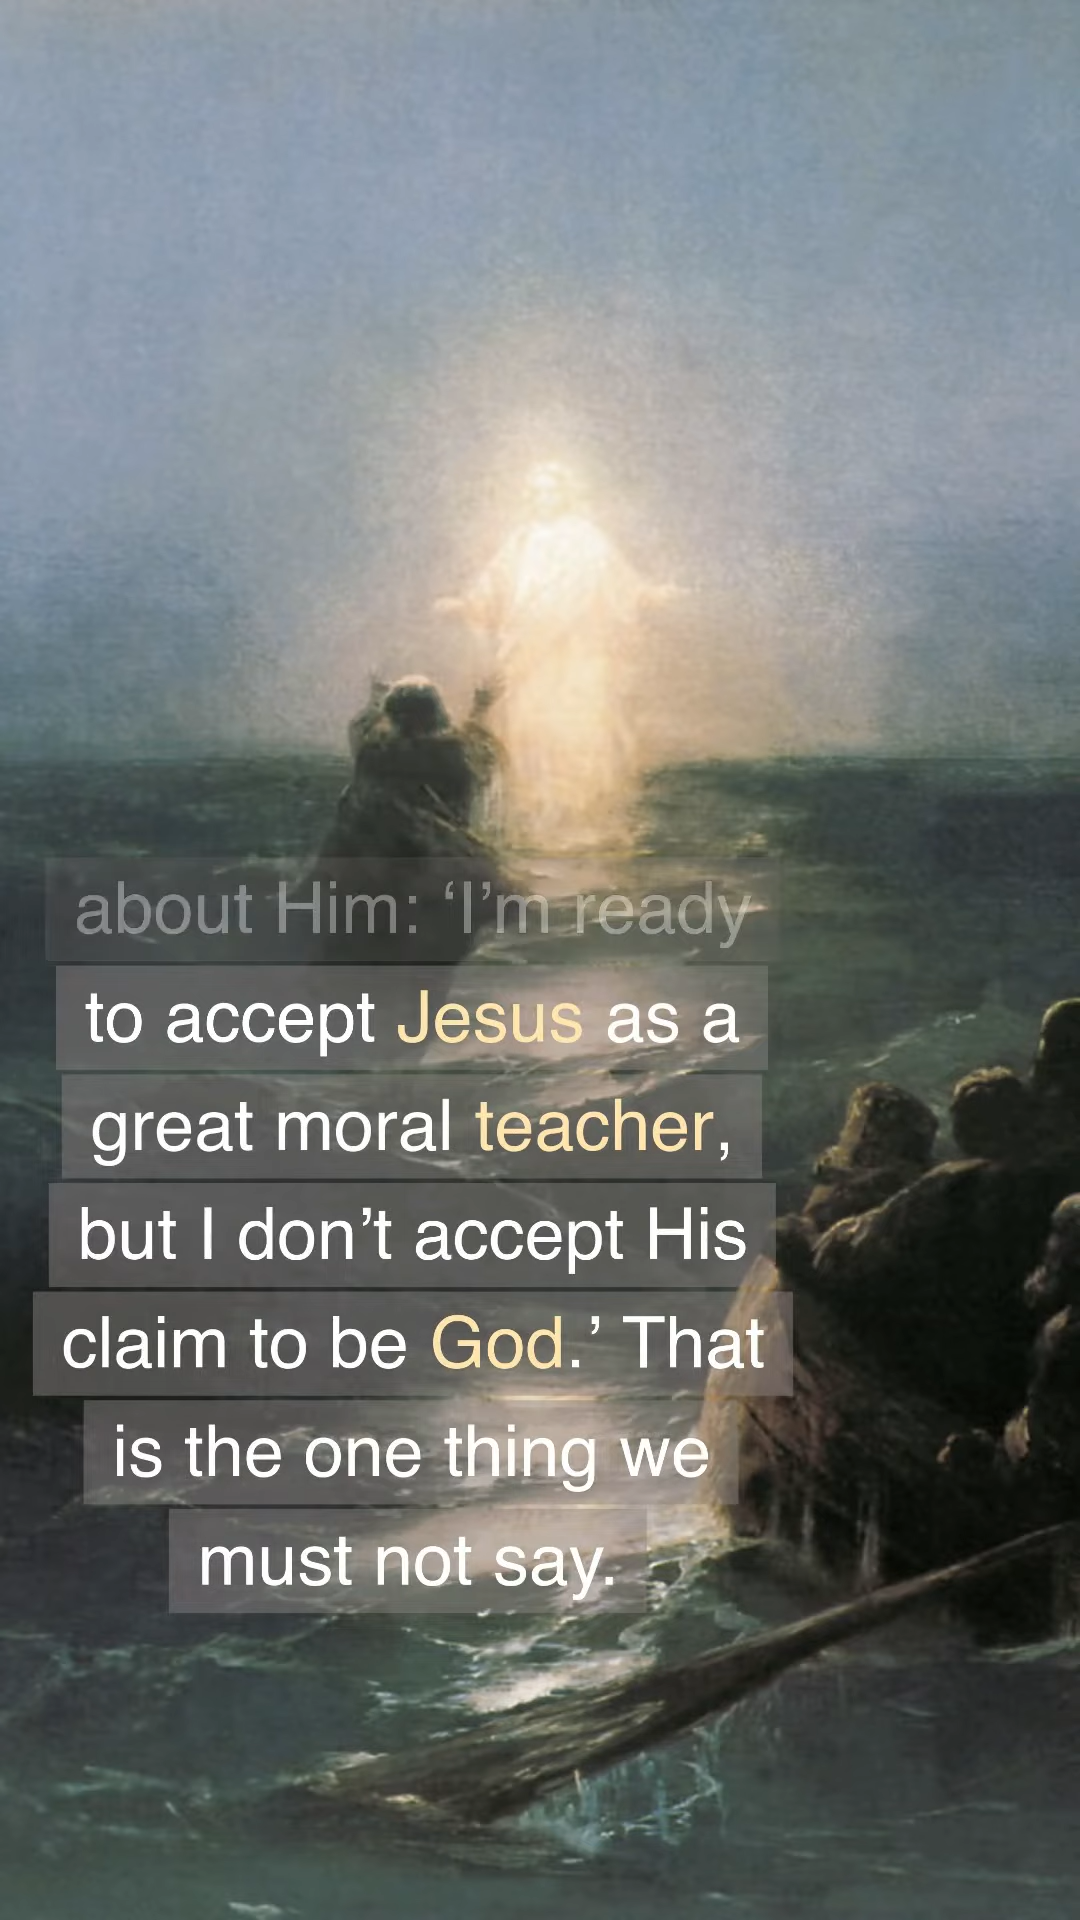 about Him: ‘I’m ready
to accept Jesus as a
great moral teacher,
but I don’t accept His
claim to be God.’ That
is the one thing we
must not say.